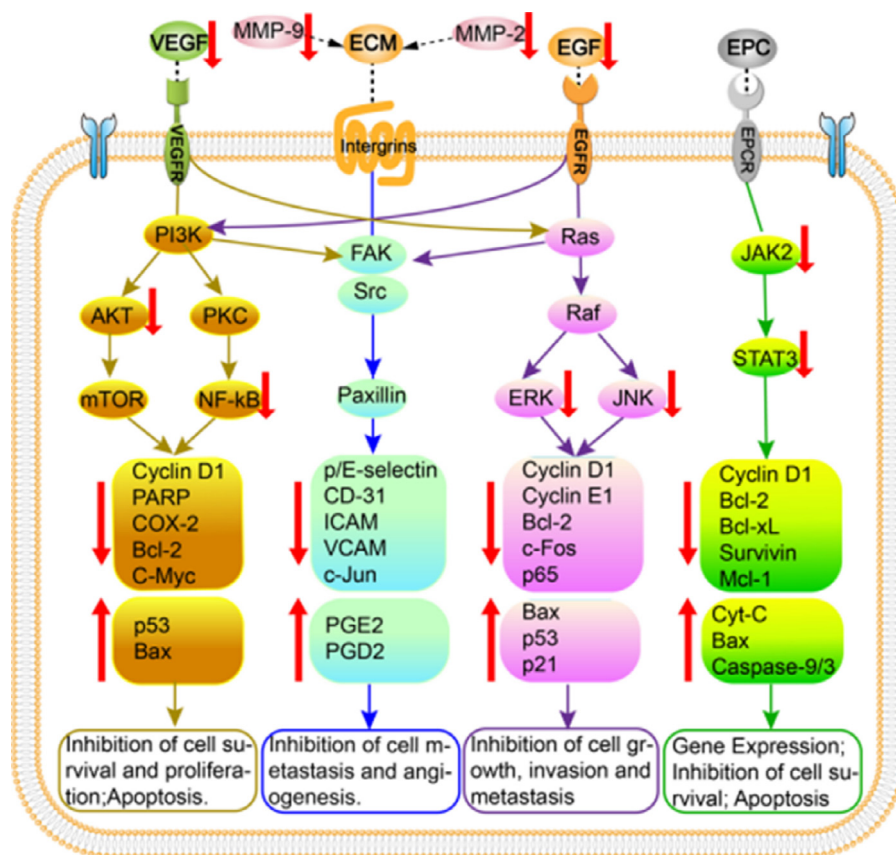 VEGF
MMP-9
ECM
MMP-2
EGF
EPC
VEGFR
Intergrins
EGFR
EPCR
PI3K
FAK
Ras
JAK2
Src
AKT
PKC
Raf
STAT3
mTOR
NF-kB
Paxillin
ERK
JNK
Cyclin D1
PARP
COX-2
Bcl-2
C-Myc
p/E-selectin
CD-31
ICAM
VCAM
c-Jun
Cyclin D1
Cyclin E1
Bcl-2
c-Fos
p65
Cyclin D1
Bcl-2
Bcl-xL
Survivin
Mcl-1
p53
Bax
PGE2
PGD2
Bax
p53
p21
Cyt-C
Bax
Caspase-9/3
Inhibition of cell su-
rvival and prolifera-
tion;Apoptosis.
Inhibition of cell m-
etastasis and angi-
ogenesis.
Inhibition of cell gr-
owth, invasion and
metastasis
Gene Expression;
Inhibition of cell su-
rvival; Apoptosis